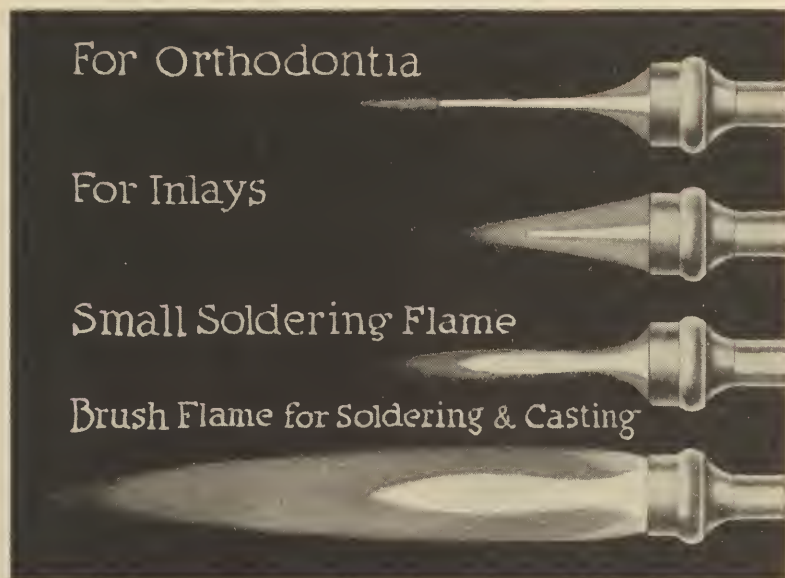 For Orthodontia
For Inlays
Small Soldering Flame
Brush Flame for Soldering & Casting